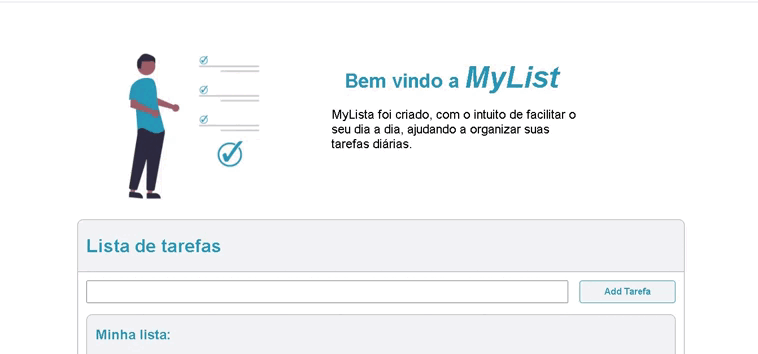 Bem vindo a MyList
MyLista foi criado, com o intuito de facilitar o
seu dia a dia, ajudando a organizar suas
tarefas diárias.
Lista de tarefas
Add Tarefa
Minha lista: